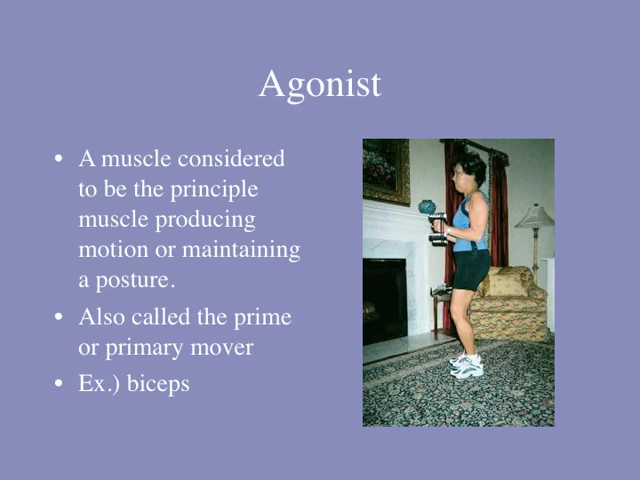 Agonist
• A muscle considered
to be the principle
muscle producing
motion or maintaining
a posture.
• Also called the prime
or primary mover
• Ex.) biceps